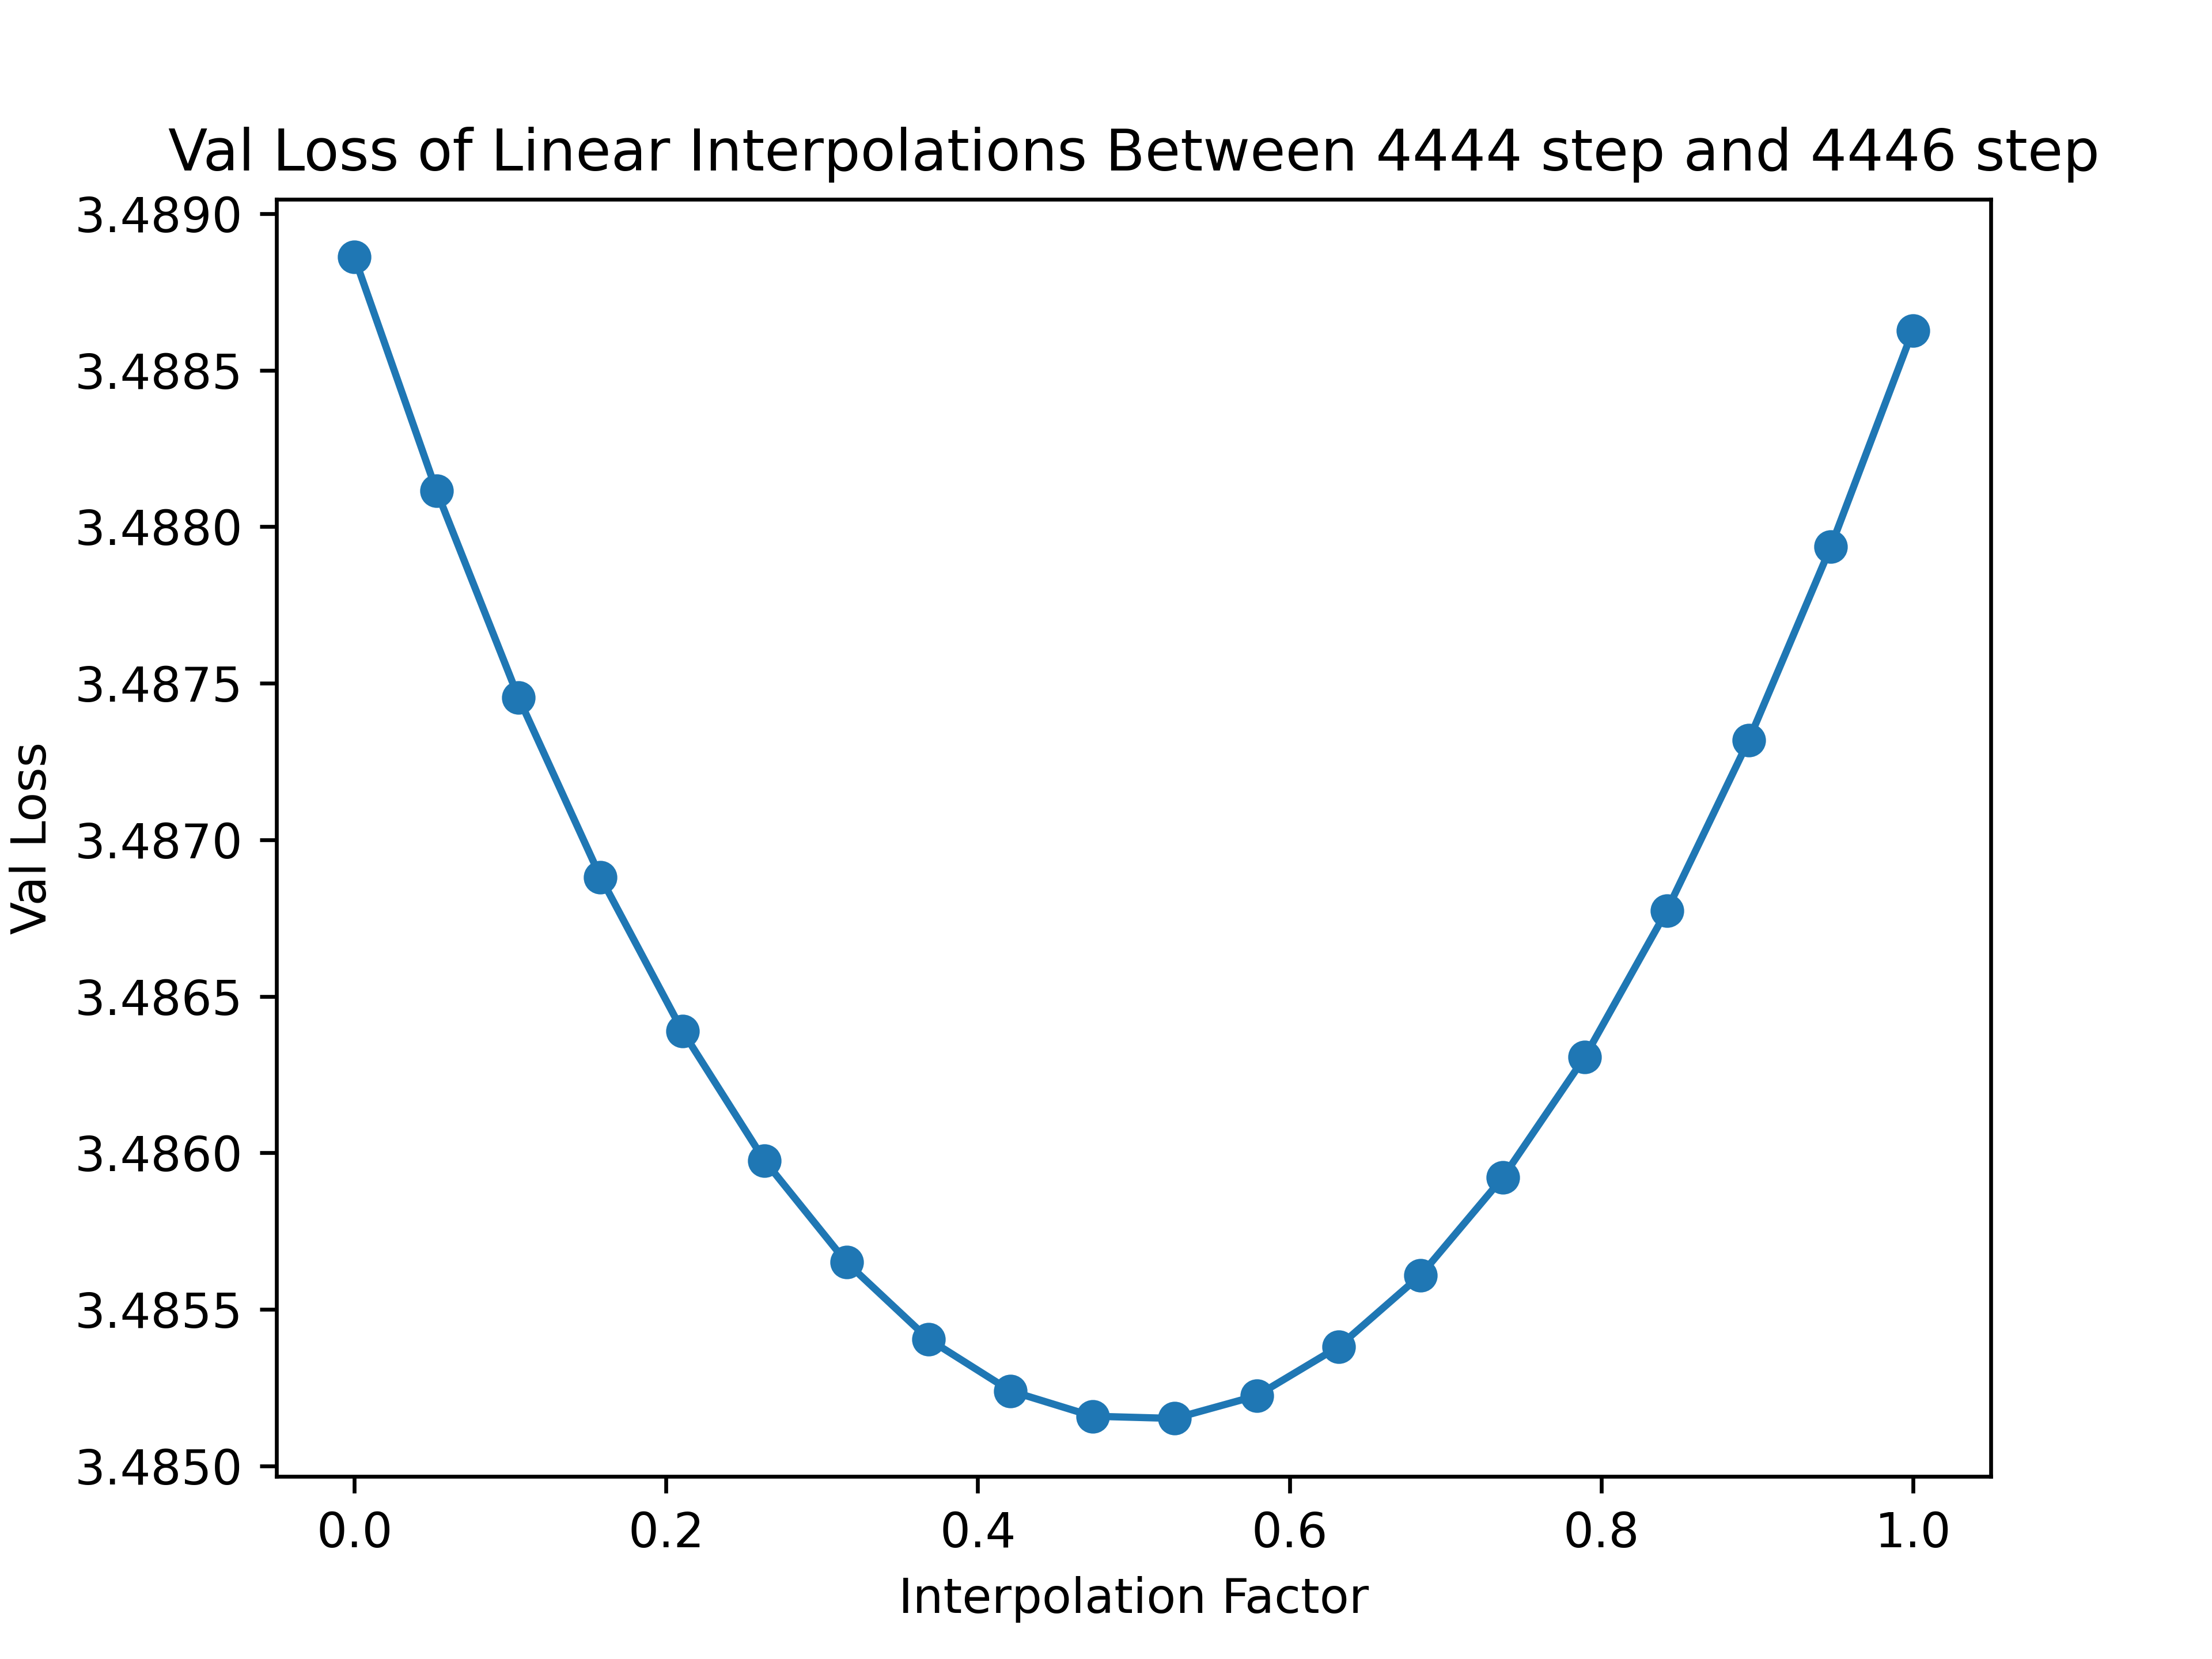 Val Loss of Linear Interpolations Between 4444 step and 4446 step
3.4890
3.4885
3.4880
3.4875
3.4870
3.4865
3.4860
3.4855
3.4850
Val Loss
0.0 0.2 0.4 0.6 0.8 1.0
Interpolation Factor